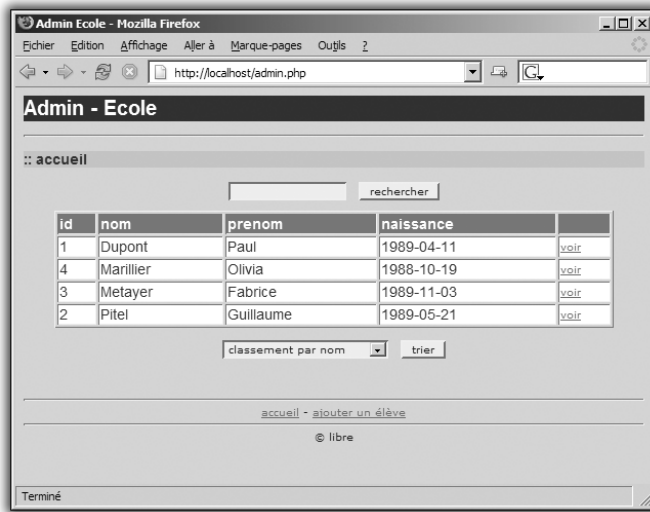 Admin Ecole - Mozilla Firefox
Fichier Edition Affichage Aller à Marque-pages Outils ?
http://localhost/admin.php G
Admin - Ecole
:: accueil
rechercher
id nom prenom naissance
1 Dupont Paul 1989-04-11 voir
4 Marillier Olivia 1988-10-19 voir
3 Metayer Fabrice 1989-11-03 voir
2 Pitel Guillaume 1989-05-21 voir
classement par nom trier
accueil - ajouter un élève
© libre
Terminé